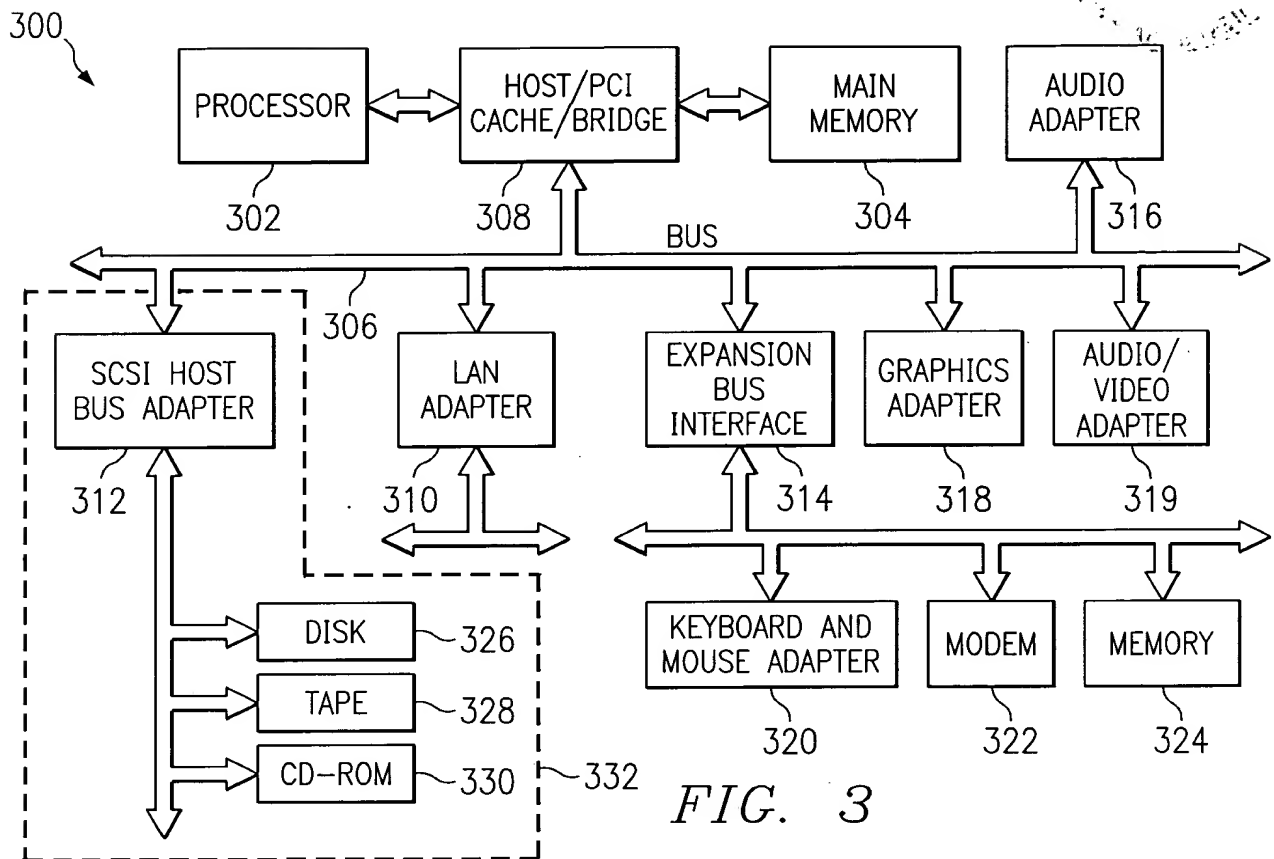 300
PROCESSOR
302
HOST/PCI
CACHE/BRIDGE
308
MAIN
MEMORY
304
AUDIO
ADAPTER
316
BUS
306
SCSI HOST
BUS ADAPTER
312
LAN
ADAPTER
310
EXPANSION
BUS
INTERFACE
314
GRAPHICS
ADAPTER
318
AUDIO/
VIDEO
ADAPTER
319
DISK
326
TAPE
328
CD-ROM
330
332
KEYBOARD AND
MOUSE ADAPTER
320
MODEM
322
MEMORY
324
FIG. 3